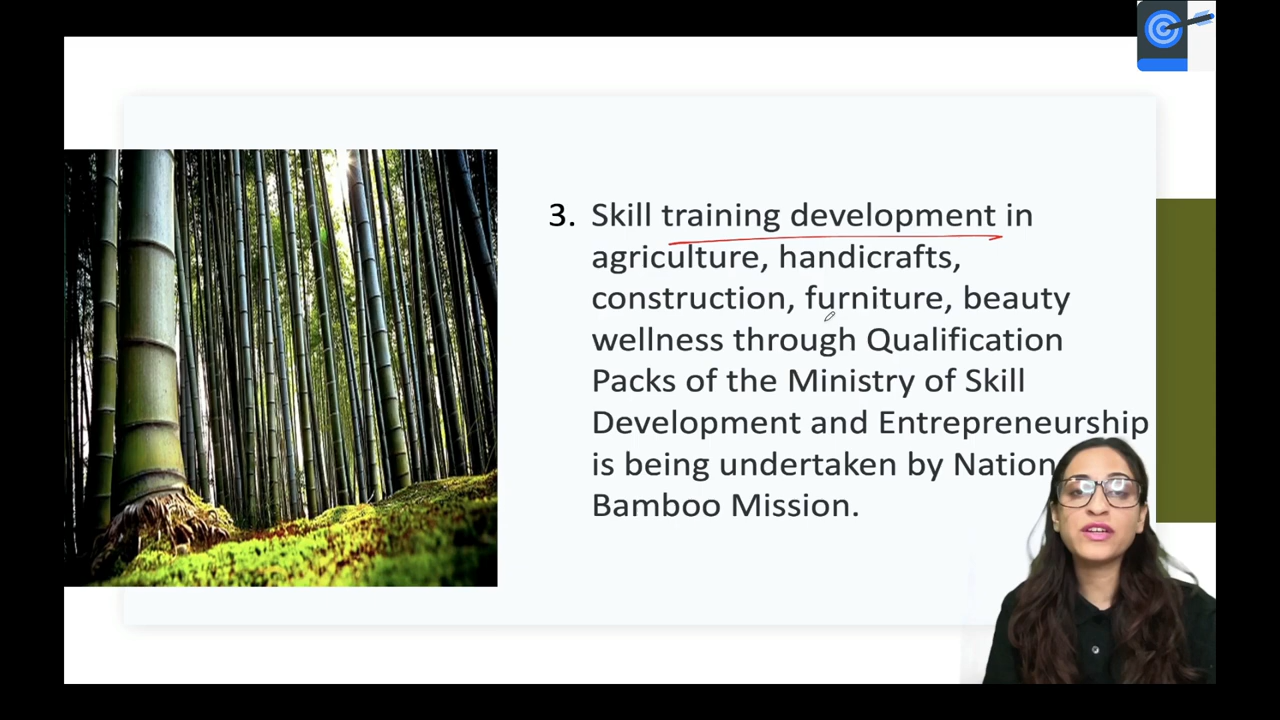 3. Skill training development in
agriculture, handicrafts,
construction, furniture, beauty
wellness through Qualification
Packs of the Ministry of Skill
Development and Entrepreneurship
is being undertaken by Nation
Bamboo Mission.